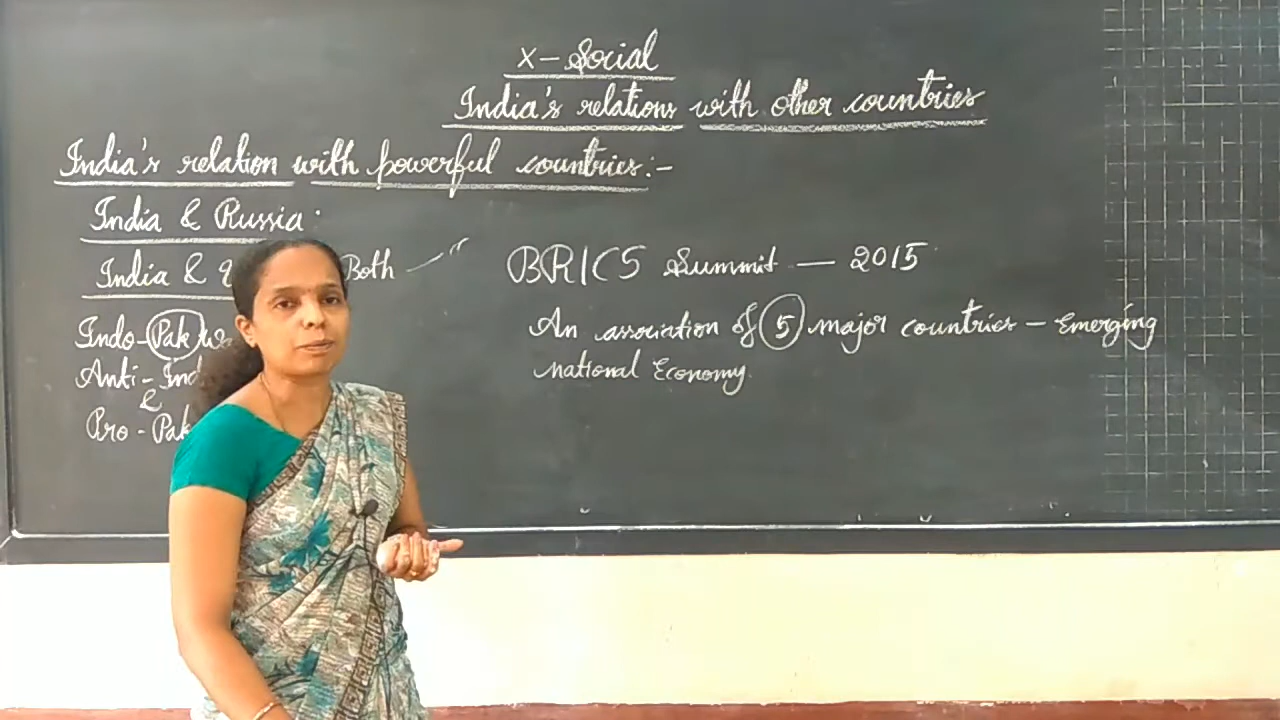 X - Social
India's relations with other countries
India's relation with powerful countries:-
India & Russia.
India & Both — "
BRICS Summit — 2015
Indo-Pak
An association of 5 major countries - Emerging
national Economy.
Anti - Ind
&
Pro - Pak